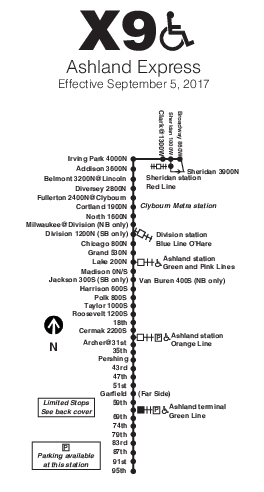 X9
Ashland Express
Effective September 5, 2017
Clark@1300W
Sheridan 1000W
Broadway 800W
Irving Park 4000N
Addison 3600N
Sheridan station
Red Line
Sheridan 3900N
Belmont 3200N@Lincoln
Diversey 2800N
Fullerton 2400N@Clybourn
Cortland 1900N
Clybourn Metra station
North 1600N
Milwaukee@Division (NB only)
Division 1200N (SB only)
Division station
Blue Line O'Hare
Chicago 800N
Grand 530N
Lake 200N
Ashland station
Green and Pink Lines
Madison 0N/S
Jackson 300S (SB only)
Van Buren 400S (NB only)
Harrison 600S
Polk 800S
Taylor 1000S
Roosevelt 1200S
18th
Cermak 2200S
N
Archer@31st
Ashland station
Orange Line
P
35th
Pershing
43rd
47th
51st
Garfield (Far Side)
59th
Limited Stops
See back cover
P
Ashland terminal
Green Line
69th
74th
79th
83rd
87th
91st
95th
P
Parking available
at this station